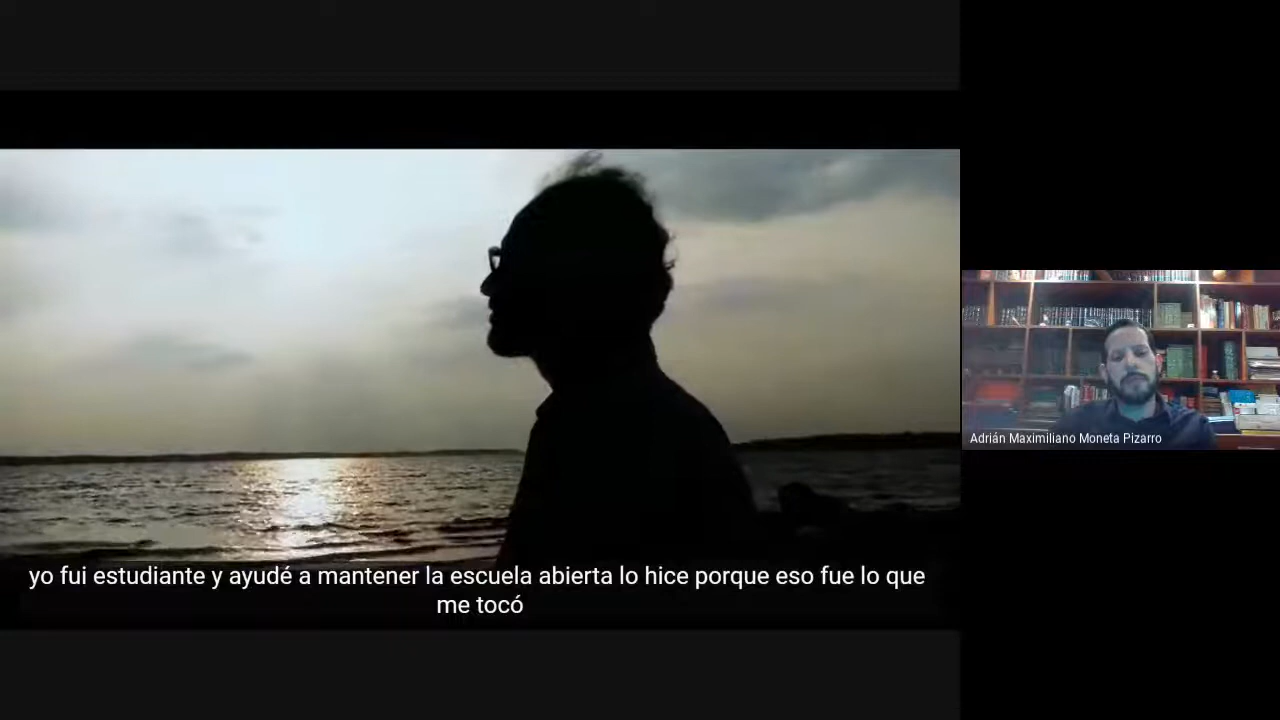 yo fui estudiante y ayudé a mantener la escuela abierta lo hice porque eso fue lo que
me tocó
Adrián Maximiliano Moneta Pizarro